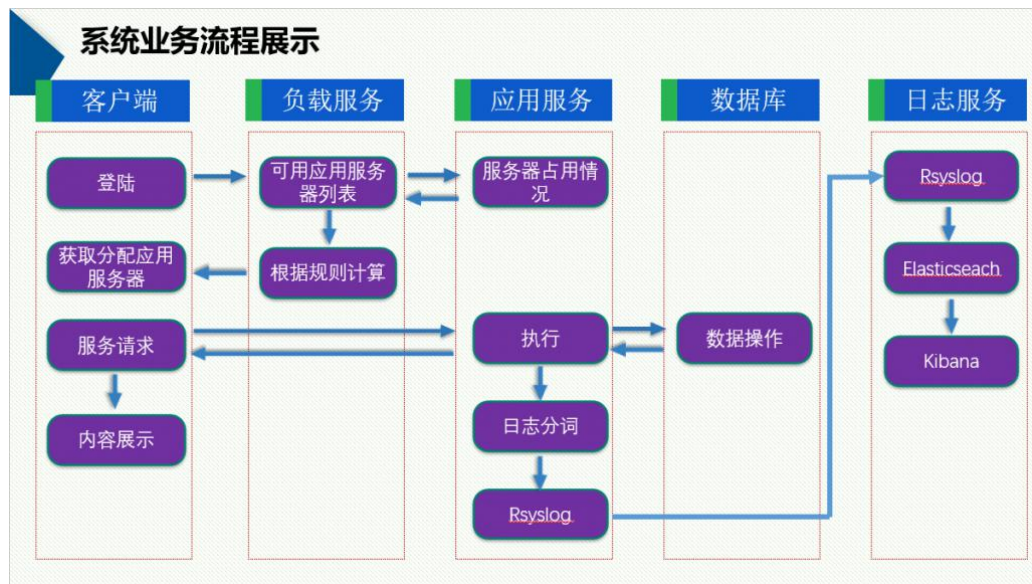 系统业务流程展示
客户端
负载服务
应用服务
数据库
日志服务
登陆
可用应用服务
器列表
服务器占用情
况
Rsyslog
获取分配应用
服务器
根据规则计算
Elasticseach
服务请求
执行
数据操作
Kibana
内容展示
日志分词
Rsyslog